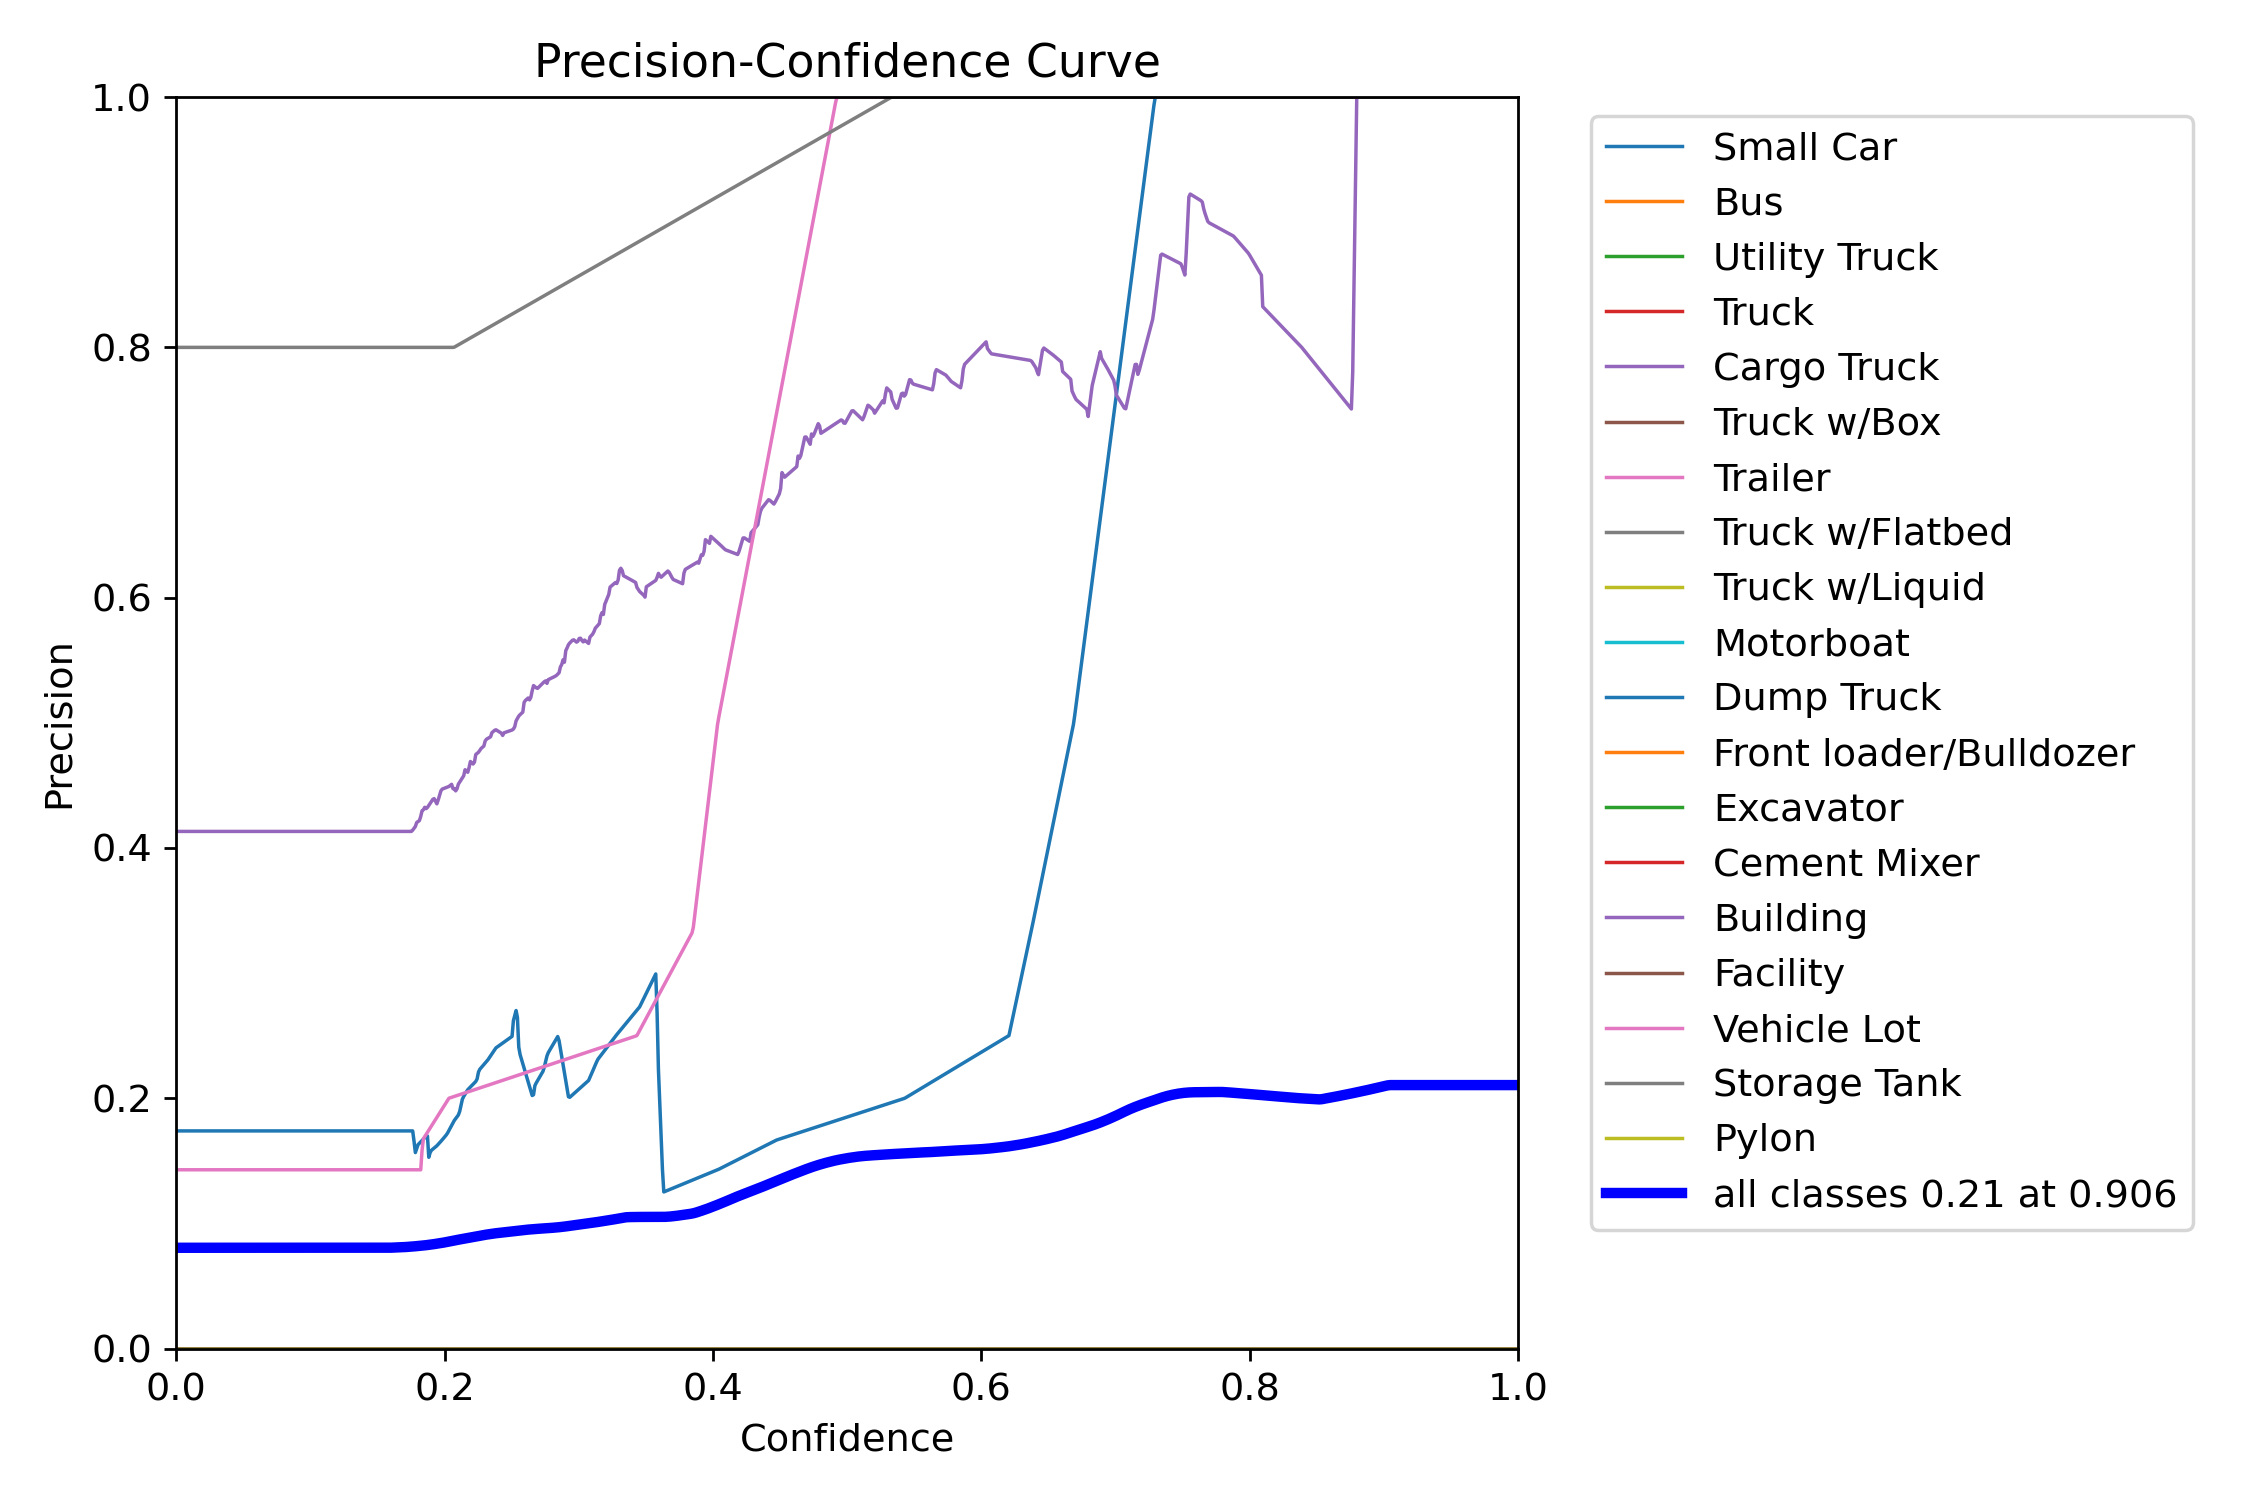 Precision-Confidence Curve
1.0
0.8
0.6
0.4
0.2
0.0
Precision
0.0 0.2 0.4 0.6 0.8 1.0
Confidence
Small Car
Bus
Utility Truck
Truck
Cargo Truck
Truck w/Box
Trailer
Truck w/Flatbed
Truck w/Liquid
Motorboat
Dump Truck
Front loader/Bulldozer
Excavator
Cement Mixer
Building
Facility
Vehicle Lot
Storage Tank
Pylon
all classes 0.21 at 0.906